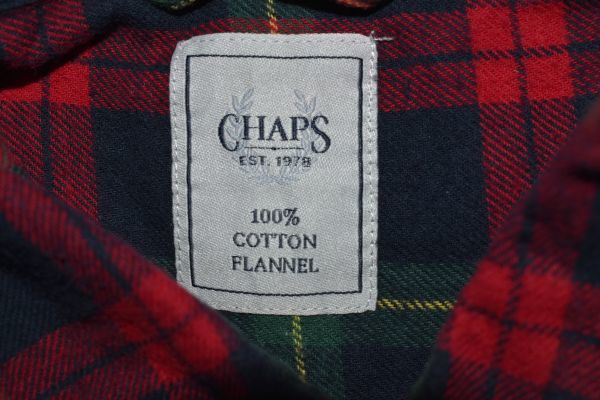 CHAPS
EST. 1978
100%
COTTON
FLANNEL